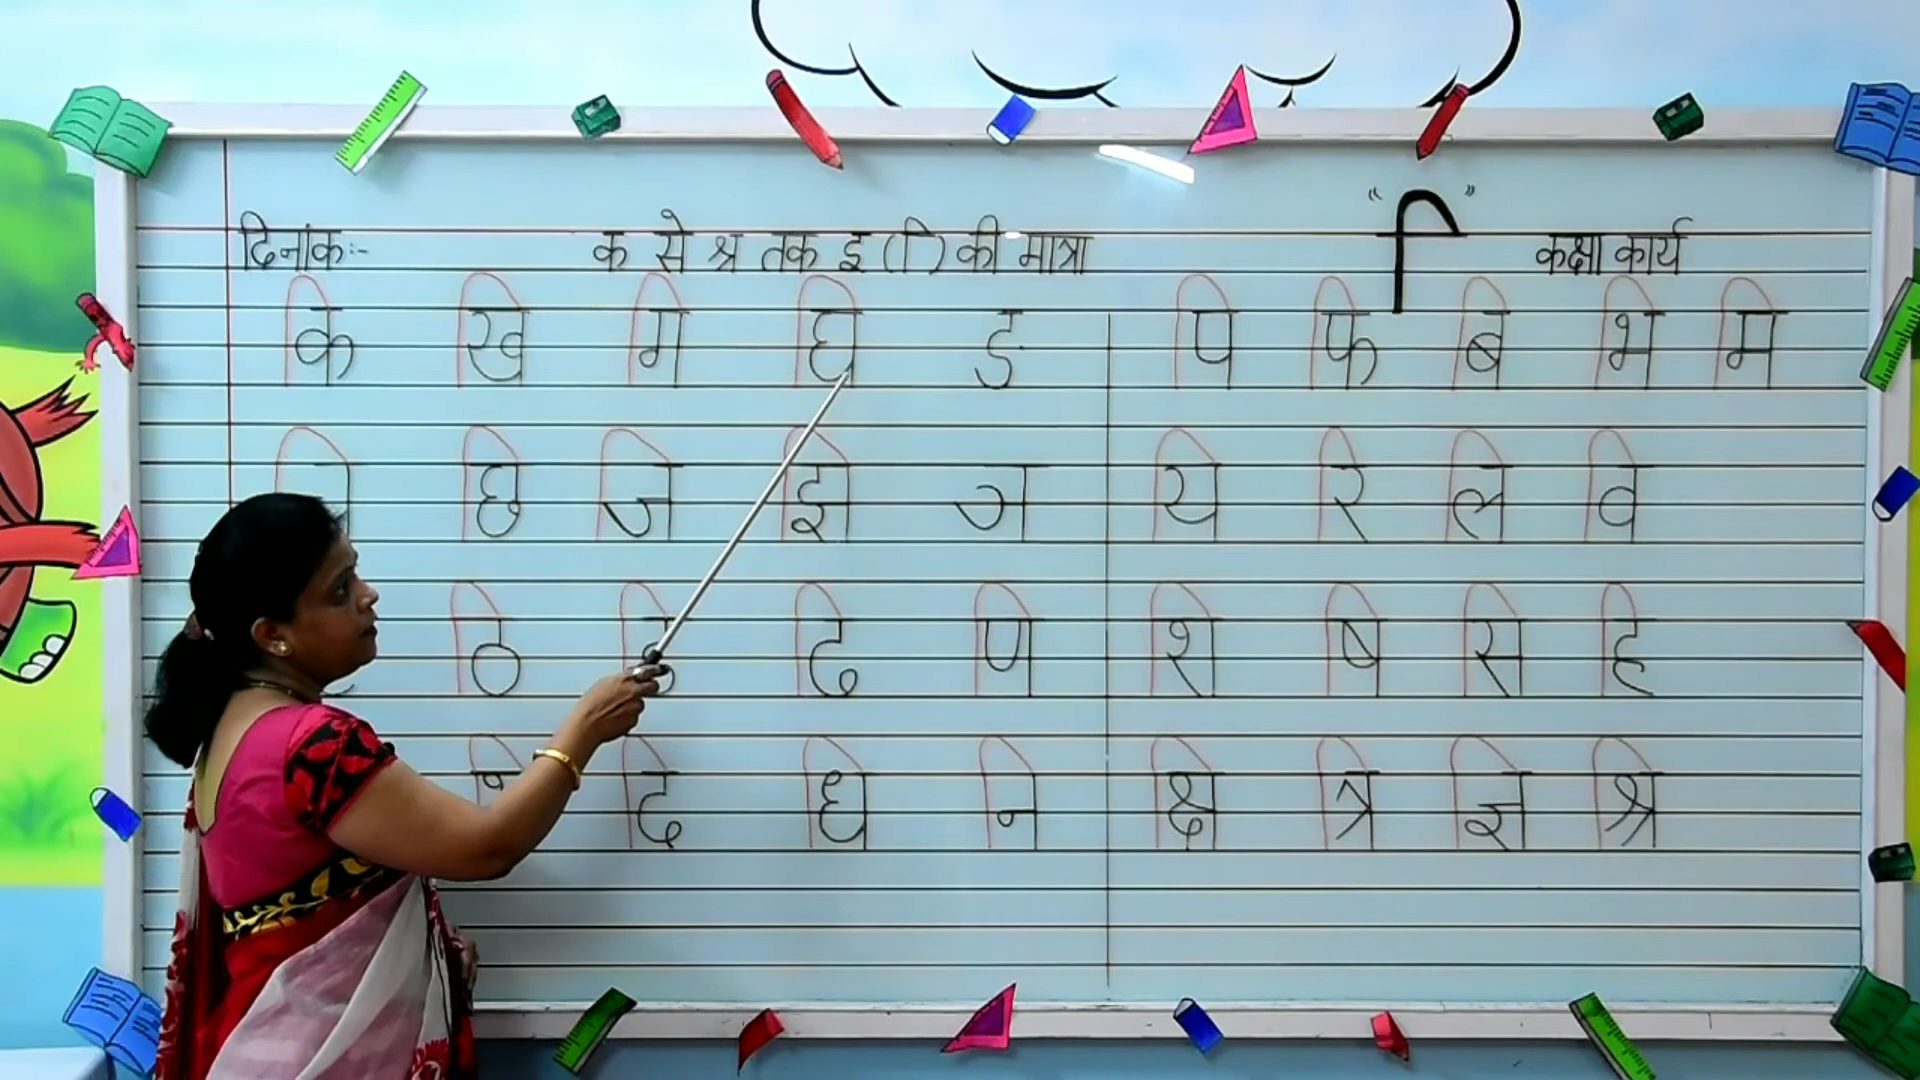 दिनांक:- क से श्र तक इ (ि) की मात्रा "ि" कक्षा कार्य
कि खि गि घि ङ पि फि बि भि मि
छि जि झि ञ यि रि लि वि
ठि ढि णि शि षि सि हि
दि धि नि क्षि त्रि ज्ञि श्रि